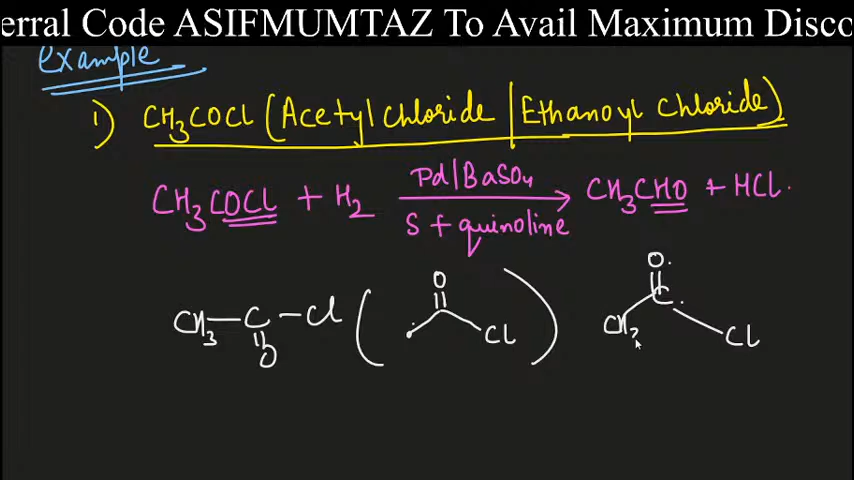 erral Code ASIFMUMTAZ To Avail Maximum Disco
example
1) CH3COCl (Acetyl chloride | Ethanoyl chloride)
CH3COCl + H2 Pd/BaSO4 CH3CHO + HCl.
S + quinoline
CH3—C—Cl ( O Cl ) O C CH3 Cl
O